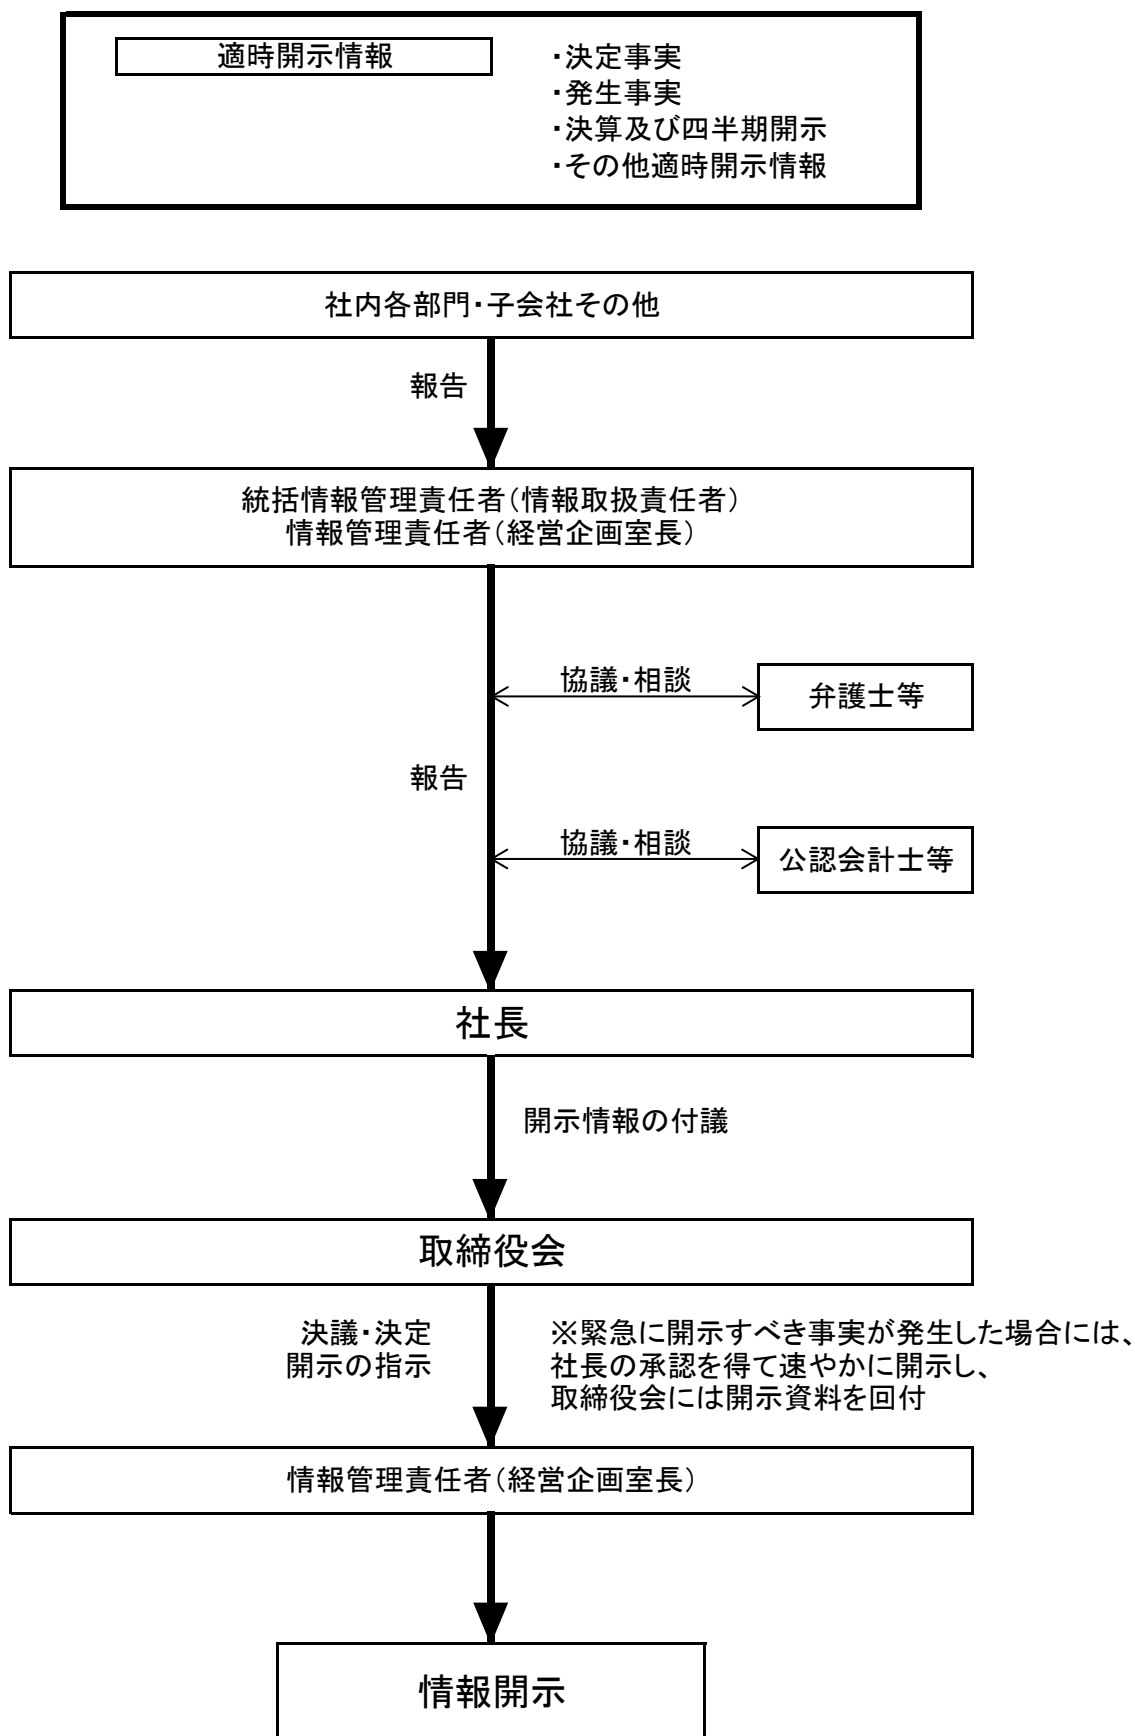 適時開示情報
・決定事実
・発生事実
・決算及び四半期開示
・その他適時開示情報
社内各部門・子会社その他
報告
統括情報管理責任者（情報取扱責任者）
情報管理責任者（経営企画室長）
協議・相談
弁護士等
報告
協議・相談
公認会計士等
社長
開示情報の付議
取締役会
決議・決定
開示の指示
※緊急に開示すべき事実が発生した場合には、
社長の承認を得て速やかに開示し、
取締役会には開示資料を回付
情報管理責任者（経営企画室長）
情報開示